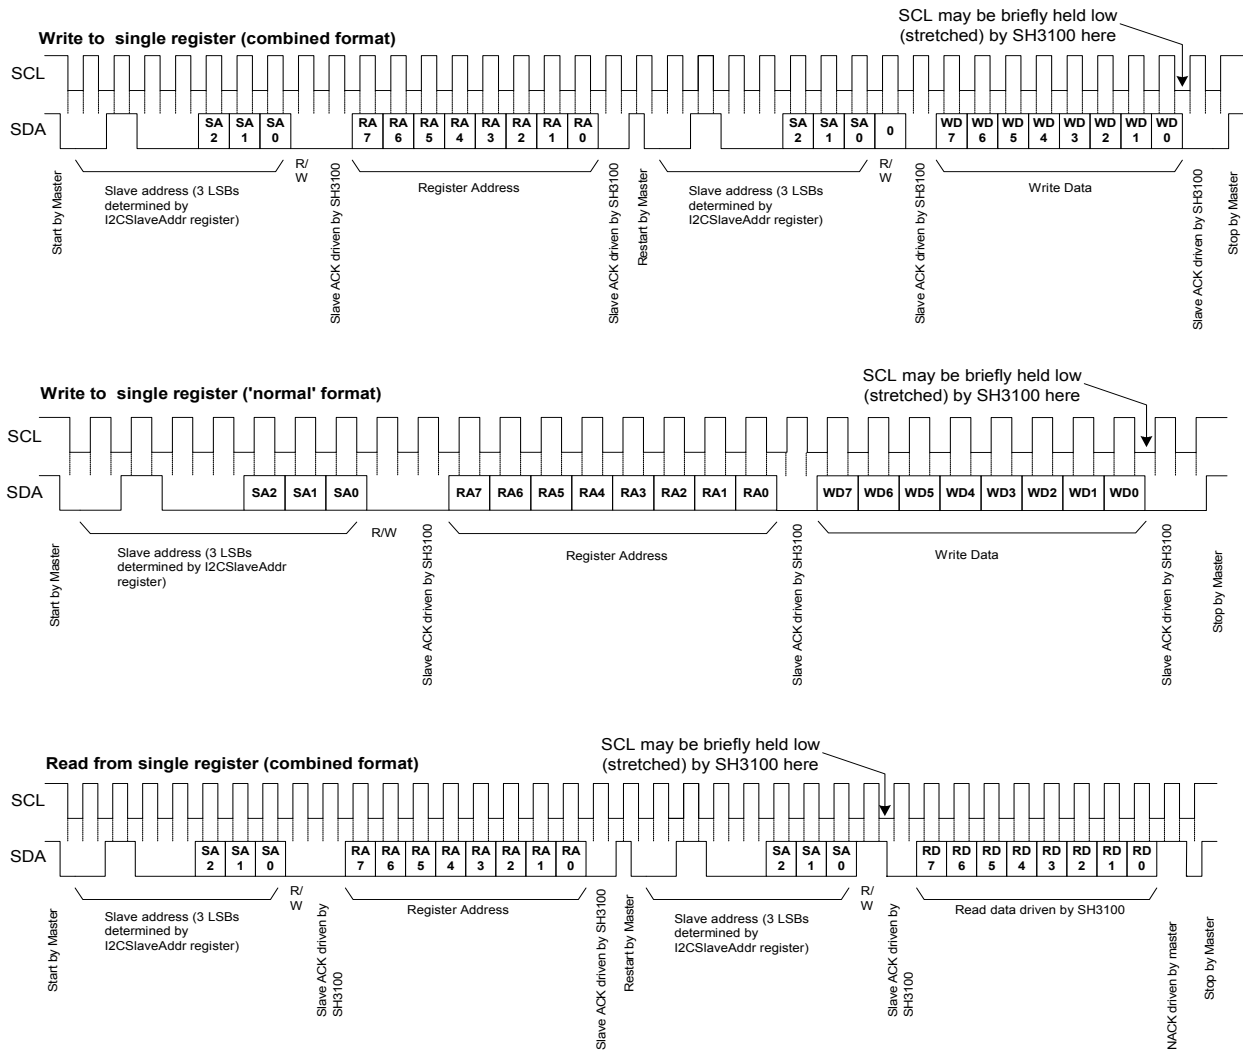 SCL may be briefly held low
(stretched) by SH3100 here
Write to single register (combined format)
SCL
SDA
SA 2
SA 1
SA 0
RA 7
RA 6
RA 5
RA 4
RA 3
RA 2
RA 1
RA 0
SA 2
SA 1
SA 0
0
WD 7
WD 6
WD 5
WD 4
WD 3
WD 2
WD 1
WD 0
Start by Master
Slave address (3 LSBs
determined by
I2CSlaveAddr register)
R/
W
Slave ACK driven by SH3100
Register Address
Slave ACK driven by SH3100
Restart by Master
Slave address (3 LSBs
determined by
I2CSlaveAddr register)
R/
W
Slave ACK driven by SH3100
Write Data
Slave ACK driven by SH3100
Stop by Master
Write to single register ('normal' format)
SCL may be briefly held low
(stretched) by SH3100 here
SCL
SDA
SA2
SA1
SA0
RA7
RA6
RA5
RA4
RA3
RA2
RA1
RA0
WD7
WD6
WD5
WD4
WD3
WD2
WD1
WD0
Start by Master
Slave address (3 LSBs
determined by I2CSlaveAddr
register)
R/W
Slave ACK driven by SH3100
Register Address
Slave ACK driven by SH3100
Write Data
Slave ACK driven by SH3100
Stop by Master
Read from single register (combined format)
SCL may be briefly held low
(stretched) by SH3100 here
SCL
SDA
SA 2
SA 1
SA 0
RA 7
RA 6
RA 5
RA 4
RA 3
RA 2
RA 1
RA 0
SA 2
SA 1
SA 0
RD 7
RD 6
RD 5
RD 4
RD 3
RD 2
RD 1
RD 0
Start by Master
Slave address (3 LSBs
determined by
I2CSlaveAddr register)
R/
W
Slave ACK driven by
SH3100
Register Address
Slave ACK driven by SH3100
Restart by Master
Slave address (3 LSBs
determined by
I2CSlaveAddr register)
R/
W
Slave ACK driven by
SH3100
Read data driven by SH3100
NACK driven by master
Stop by Master